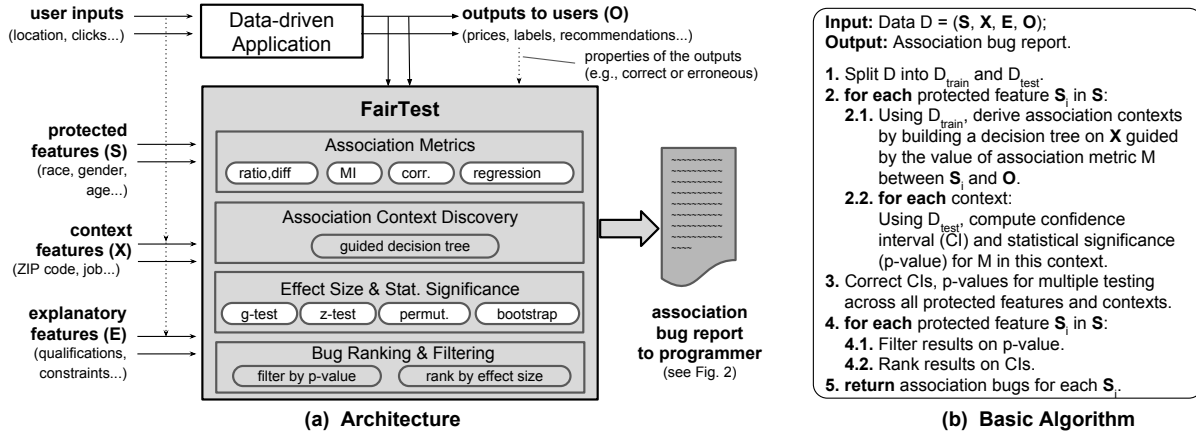 user inputs
(location, clicks...)
Data-driven
Application
outputs to users (O)
(prices, labels, recommendations...)
properties of the outputs
(e.g., correct or erroneous)
FairTest
protected
features (S)
(race, gender,
age...)
Association Metrics
ratio,diff
MI
corr.
regression
context
features (X)
(ZIP code, job...)
Association Context Discovery
guided decision tree
explanatory
features (E)
(qualifications,
constraints...)
Effect Size & Stat. Significance
g-test
z-test
permut.
bootstrap
Bug Ranking & Filtering
filter by p-value
rank by effect size
association
bug report
to programmer
(see Fig. 2)
(a) Architecture
Input: Data D = (S, X, E, O);
Output: Association bug report.
1. Split D into D_train and D_test.
2. for each protected feature S_i in S:
2.1. Using D_train, derive association contexts
by building a decision tree on X guided
by the value of association metric M
between S_i and O.
2.2. for each context:
Using D_test, compute confidence
interval (CI) and statistical significance
(p-value) for M in this context.
3. Correct CIs, p-values for multiple testing
across all protected features and contexts.
4. for each protected feature S_i in S:
4.1. Filter results on p-value.
4.2. Rank results on CIs.
5. return association bugs for each S_i.
(b) Basic Algorithm